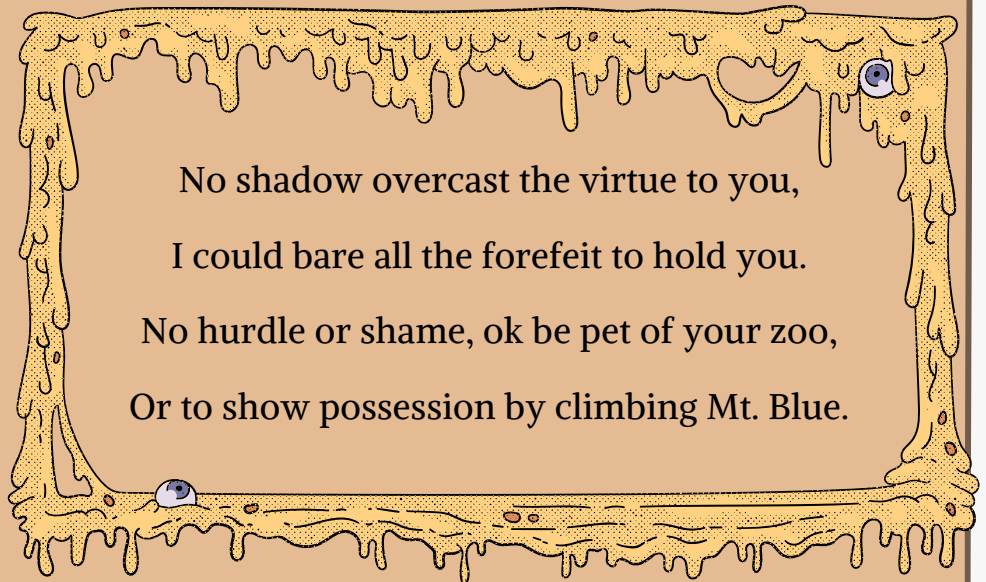 No shadow overcast the virtue to you,
I could bare all the forefeit to hold you.
No hurdle or shame, ok be pet of your zoo,
Or to show possession by climbing Mt. Blue.